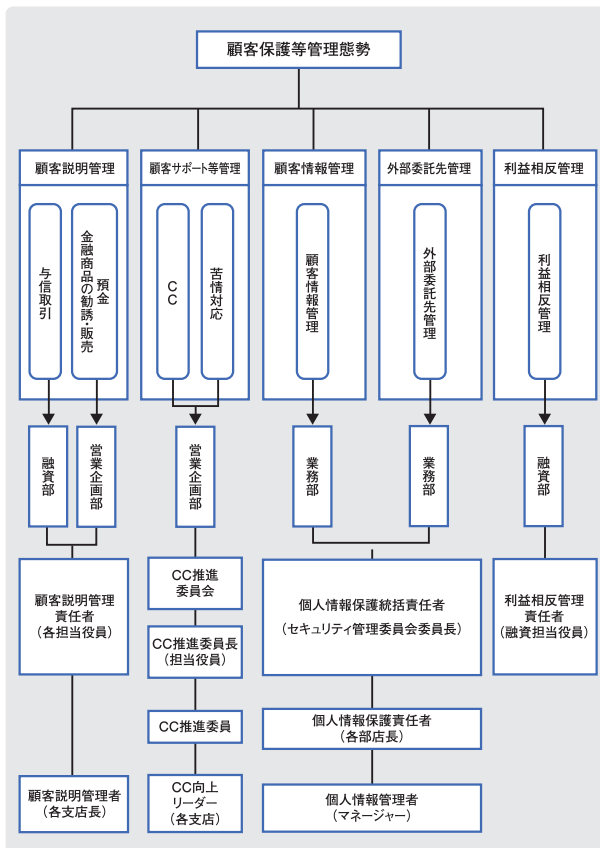 顧客保護等管理態勢
顧客説明管理
顧客サポート等管理
顧客情報管理
外部委託先管理
利益相反管理
与信取引
預金
金融商品の勧誘・販売
CC
苦情対応
顧客情報管理
外部委託先管理
利益相反管理
融資部
営業企画部
営業企画部
業務部
業務部
融資部
顧客説明管理
責任者
(各担当役員)
CC推進
委員会
CC推進委員長
(担当役員)
CC推進委員
CC向上
リーダー
(各支店)
個人情報保護統括責任者
(セキュリティ管理委員会委員長)
個人情報保護責任者
(各部店長)
個人情報管理者
(マネージャー)
利益相反管理
責任者
(融資担当役員)
顧客説明管理者
(各支店長)